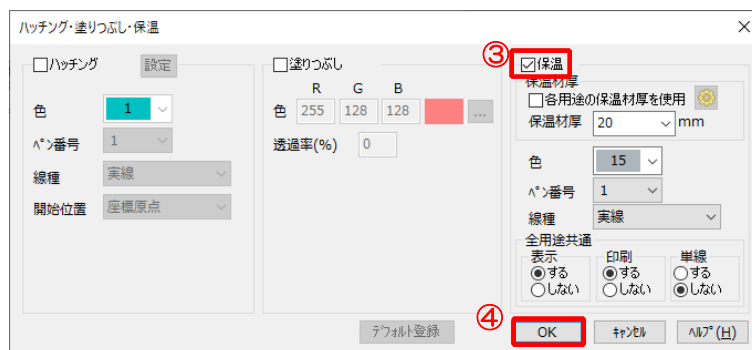 ハッチング・塗りつぶし・保温
ハッチング 設定
色 1
ペン番号 1
線種 実線
開始位置 座標原点
塗りつぶし
R G B
色 255 128 128 ...
透過率(%) 0
③
保温
保温材厚
各用途の保温材厚を使用
保温材厚 20 mm
色 15
ペン番号 1
線種 実線
全用途共通
表示 印刷 単線
する する する
しない しない しない
デフォルト登録 ④ OK キャンセル ヘルプ(H)